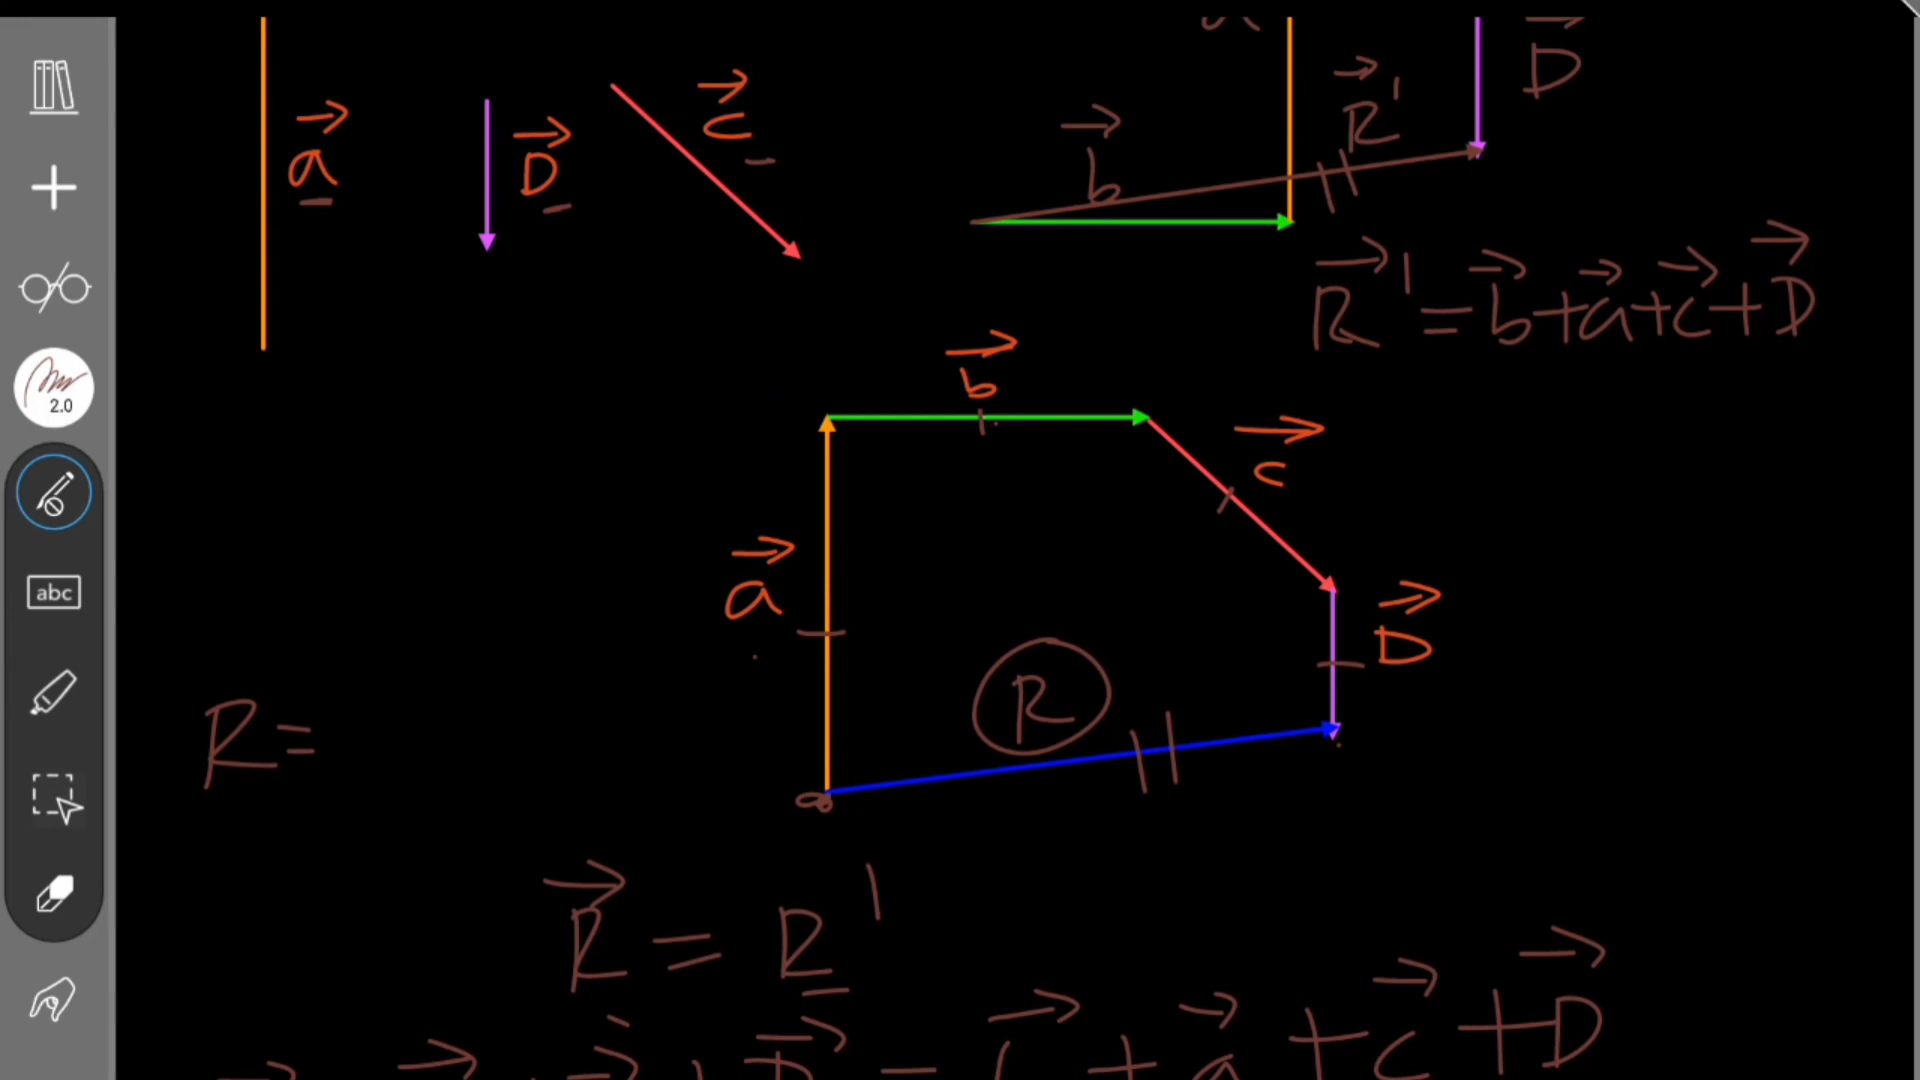 a⃗
D⃗
c⃗
b⃗
R⃗'
D⃗
R⃗' = b⃗ + a⃗ + c⃗ + D⃗
b⃗
c⃗
a⃗
D⃗
R
R =
R⃗ = R'
+ a⃗ + c⃗ + D⃗
2.0
abc